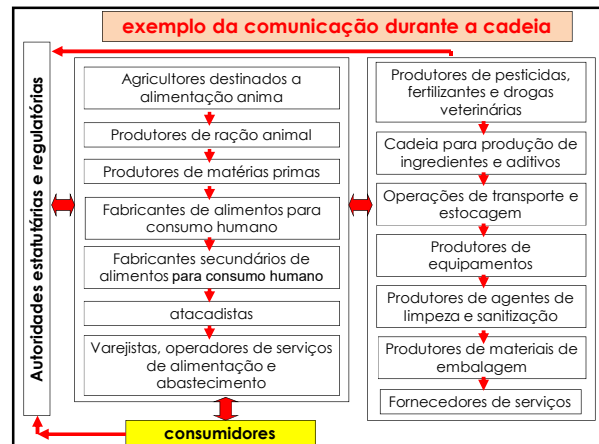 exemplo da comunicação durante a cadeia
Autoridades estatutárias e regulatórias
Agricultores destinados a
alimentação anima
Produtores de ração animal
Produtores de matérias primas
Fabricantes de alimentos para
consumo humano
Fabricantes secundários de
alimentos para consumo humano
atacadistas
Varejistas, operadores de serviços
de alimentação e
abastecimento
consumidores
Produtores de pesticidas,
fertilizantes e drogas
veterinárias
Cadeia para produção de
ingredientes e aditivos
Operações de transporte e
estocagem
Produtores de
equipamentos
Produtores de agentes de
limpeza e sanitização
Produtores de materiais de
embalagem
Fornecedores de serviços